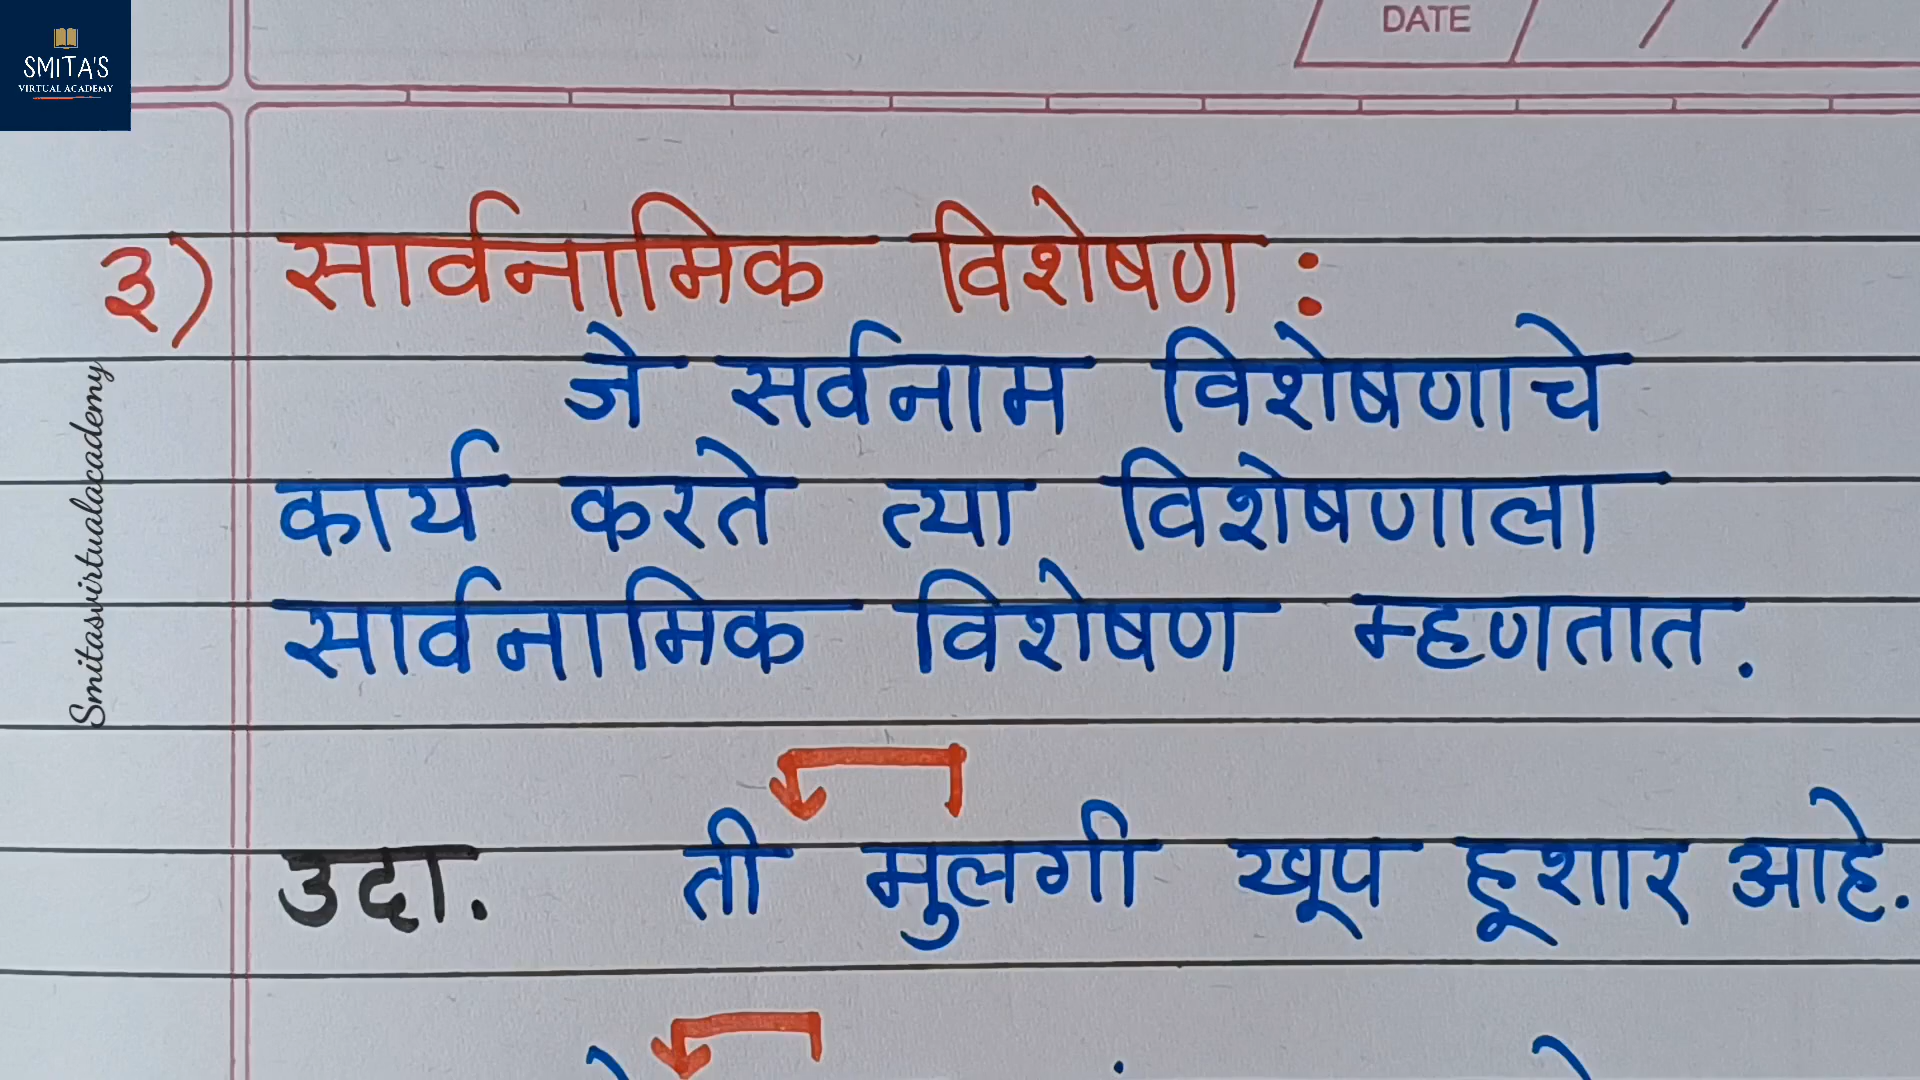 SMITA'S
VIRTUAL ACADEMY
DATE / /
३) सार्वनामिक विशेषण :
जे सर्वनाम विशेषणाचे
कार्य करते त्या विशेषणाला
सार्वनामिक विशेषण म्हणतात.
उदा. ती मुलगी खूप हूशार आहे.
Smitasvirtualacademy